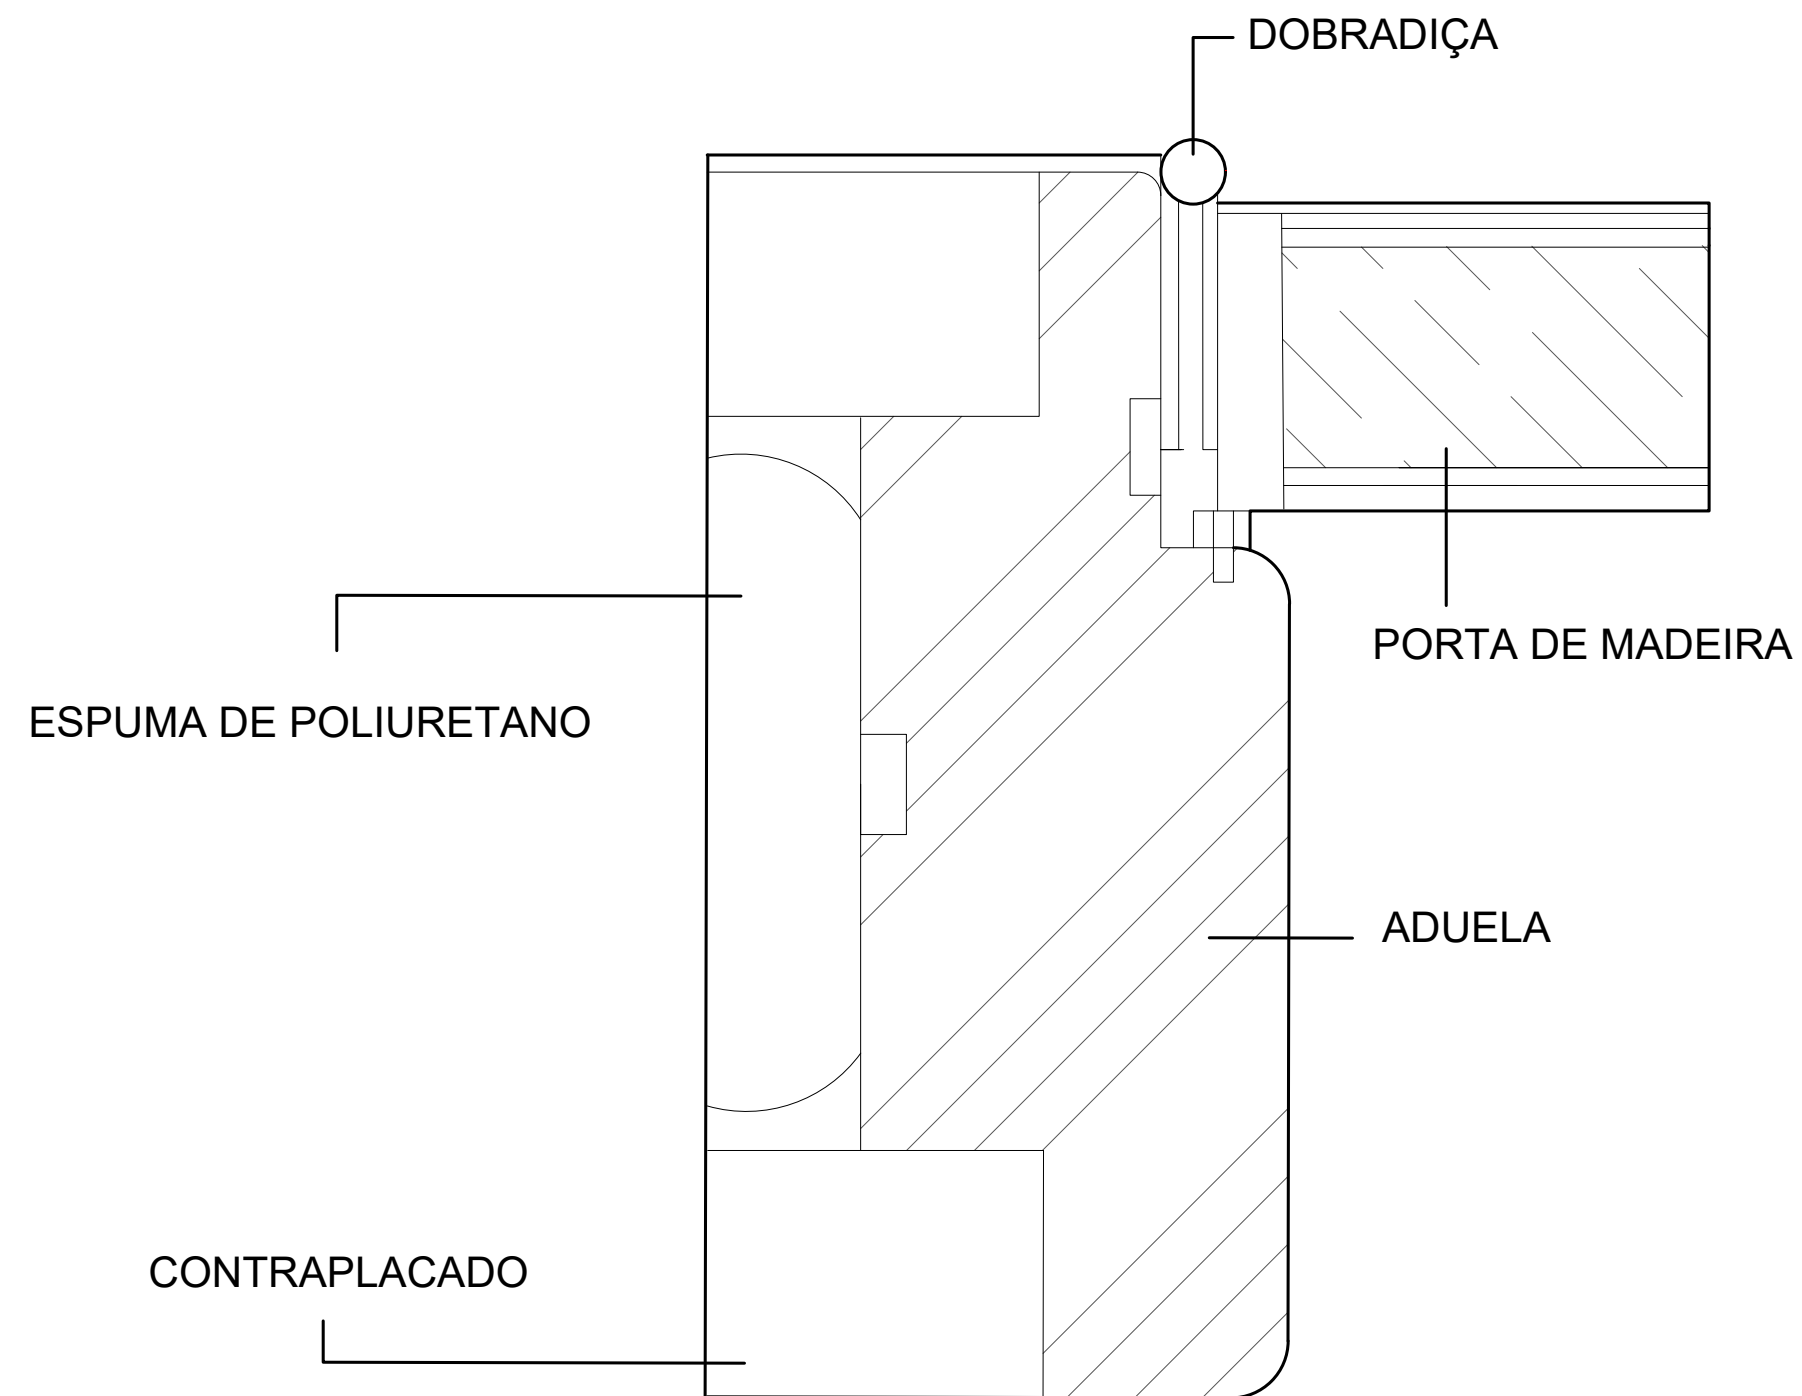 DOBRADIÇA
PORTA DE MADEIRA
ESPUMA DE POLIURETANO
ADUELA
CONTRAPLACADO